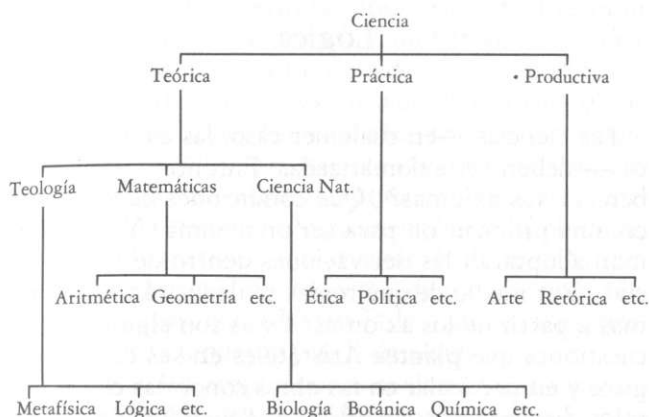 Ciencia
Teórica Práctica · Productiva
Teología Matemáticas Ciencia Nat.
Aritmética Geometría etc. Ética Política etc. Arte Retórica etc.
Metafísica Lógica etc. Biología Botánica Química etc.